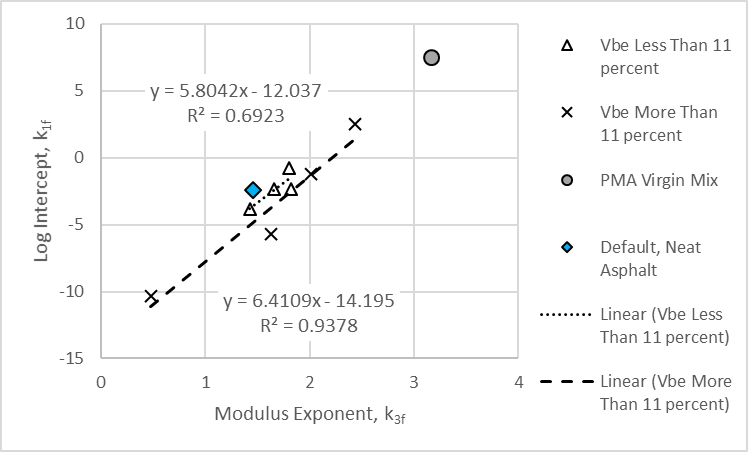 10
5
0
-5
-10
-15
0
1
2
3
4
Log Intercept, k1f
Modulus Exponent, k3f
y = 5.8042x - 12.037
R² = 0.6923
y = 6.4109x - 14.195
R² = 0.9378
Vbe Less Than 11
percent
Vbe More Than
11 percent
PMA Virgin Mix
Default, Neat
Asphalt
Linear (Vbe Less
Than 11 percent)
Linear (Vbe More
Than 11 percent)